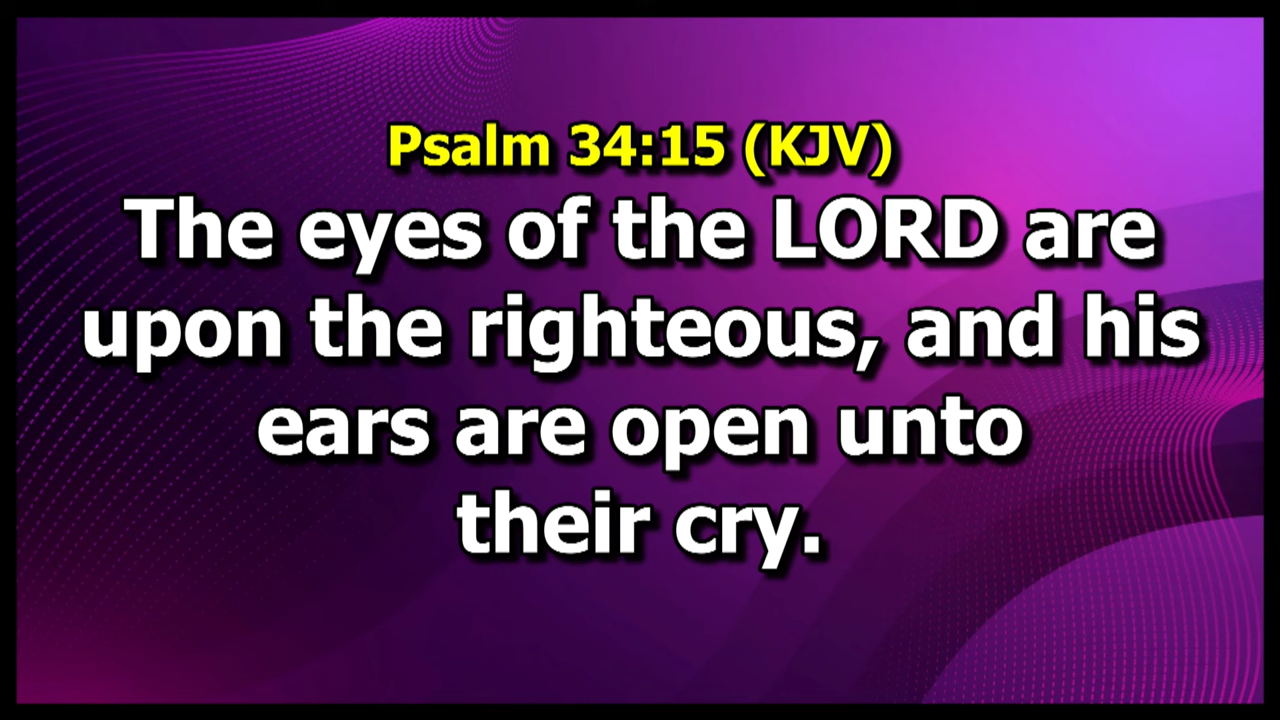 Psalm 34:15 (KJV)
The eyes of the LORD are
upon the righteous, and his
ears are open unto
their cry.